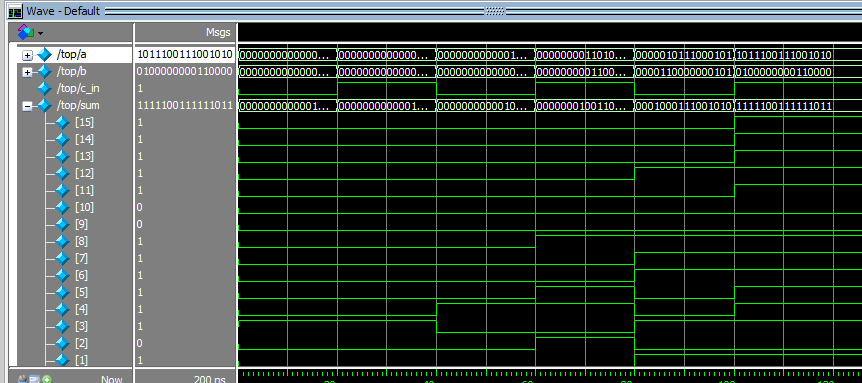 Wave - Default
Msgs
/top/a 1011100111001010 0000000000000... 0000000000000... 0000000000001... 0000000011010... 0000010111000101 1011100111001010
/top/b 0100000000110000 0000000000000... 0000000000000... 0000000000000... 0000000001100... 0000110000000101 0100000000110000
/top/c_in 1
/top/sum 1111100111111011 0000000000001... 0000000000001... 0000000000010... 0000000100110... 0001000111001010 1111100111111011
[15] 1
[14] 1
[13] 1
[12] 1
[11] 1
[10] 0
[9] 0
[8] 1
[7] 1
[6] 1
[5] 1
[4] 1
[3] 1
[2] 0
[1] 1
Now 200 ns